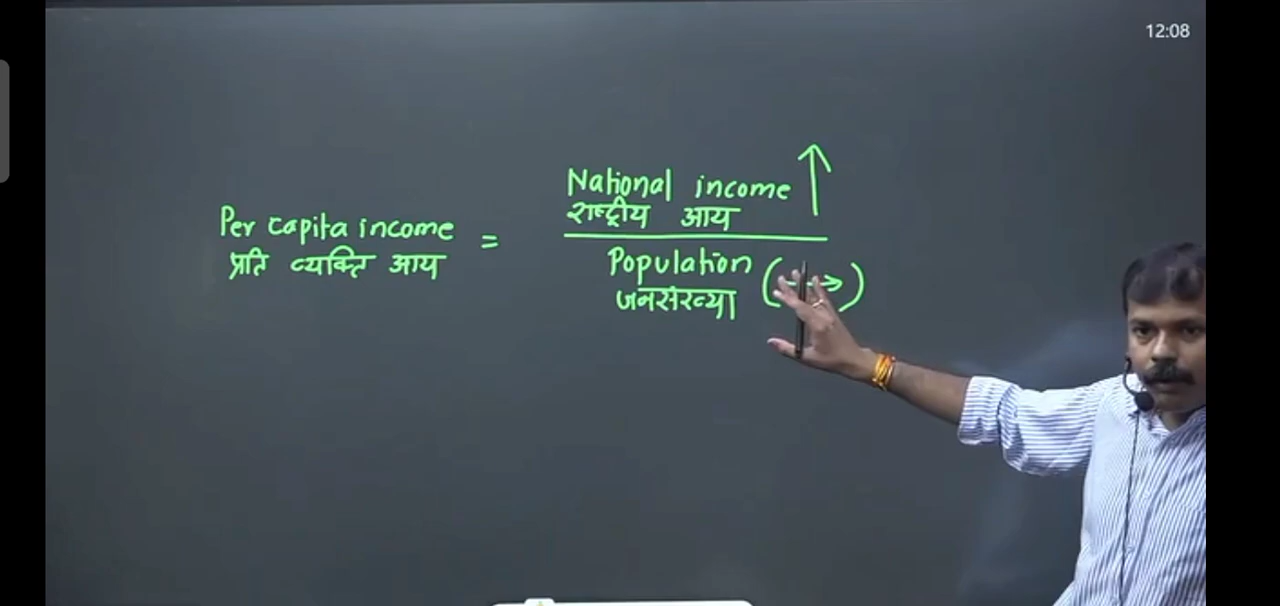 12:08
National income ↑
राष्ट्रीय आय
Per capita income
प्रति व्यक्ति आय
=
Population (→)
जनसंख्या